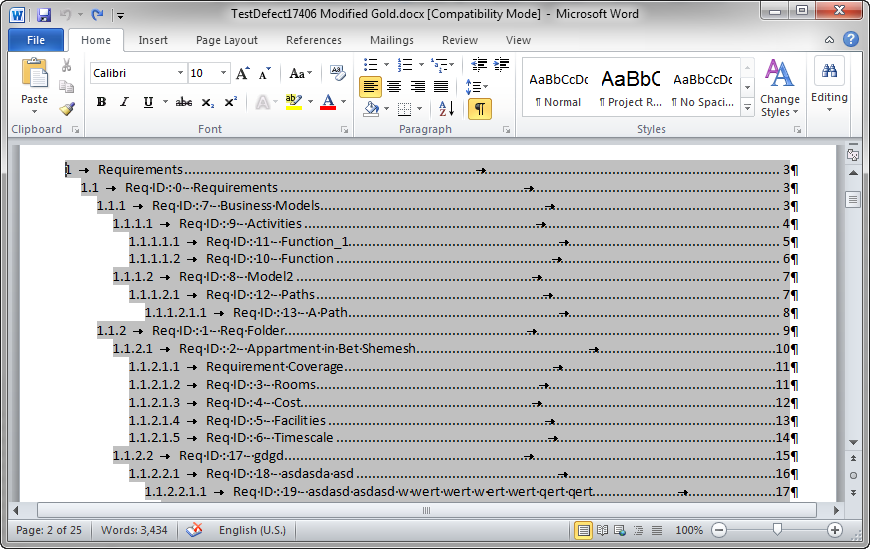 TestDefect17406 Modified Gold.docx [Compatibility Mode] - Microsoft Word
File Home Insert Page Layout References Mailings Review View
Paste
Clipboard
Calibri 10
Font
Paragraph
AaBbCcDc AaBbC AaBbCcDc
¶ Normal ¶ Project R... ¶ No Spaci...
Styles
Change Styles
Editing
1 → Requirements → 3¶
1.1 → Req·ID·:·0·-·Requirements → 3¶
1.1.1 → Req·ID·:·7·-·Business·Models → 3¶
1.1.1.1 → Req·ID·:·9·-·Activities → 4¶
1.1.1.1.1 → Req·ID·:·11·-·Function_1 → 5¶
1.1.1.1.2 → Req·ID·:·10·-·Function → 6¶
1.1.1.2 → Req·ID·:·8·-·Model2 → 7¶
1.1.1.2.1 → Req·ID·:·12·-·Paths → 7¶
1.1.1.2.1.1 → Req·ID·:·13·-·A·Path → 8¶
1.1.2 → Req·ID·:·1·-·Req·Folder → 9¶
1.1.2.1 → Req·ID·:·2·-·Appartment·in·Bet·Shemesh → 10¶
1.1.2.1.1 → Requirement·Coverage → 11¶
1.1.2.1.2 → Req·ID·:·3·-·Rooms → 11¶
1.1.2.1.3 → Req·ID·:·4·-·Cost → 12¶
1.1.2.1.4 → Req·ID·:·5·-·Facilities → 13¶
1.1.2.1.5 → Req·ID·:·6·-·Timescale → 14¶
1.1.2.2 → Req·ID·:·17·-·gdgd → 15¶
1.1.2.2.1 → Req·ID·:·18·-·asdasda·asd → 16¶
1.1.2.2.1.1 → Req·ID·:·19·-·asdasd·asdasd·w·wert·wert·w·ert·wert·qert·qert → 17¶
Page: 2 of 25 Words: 3,434 English (U.S.) 100%